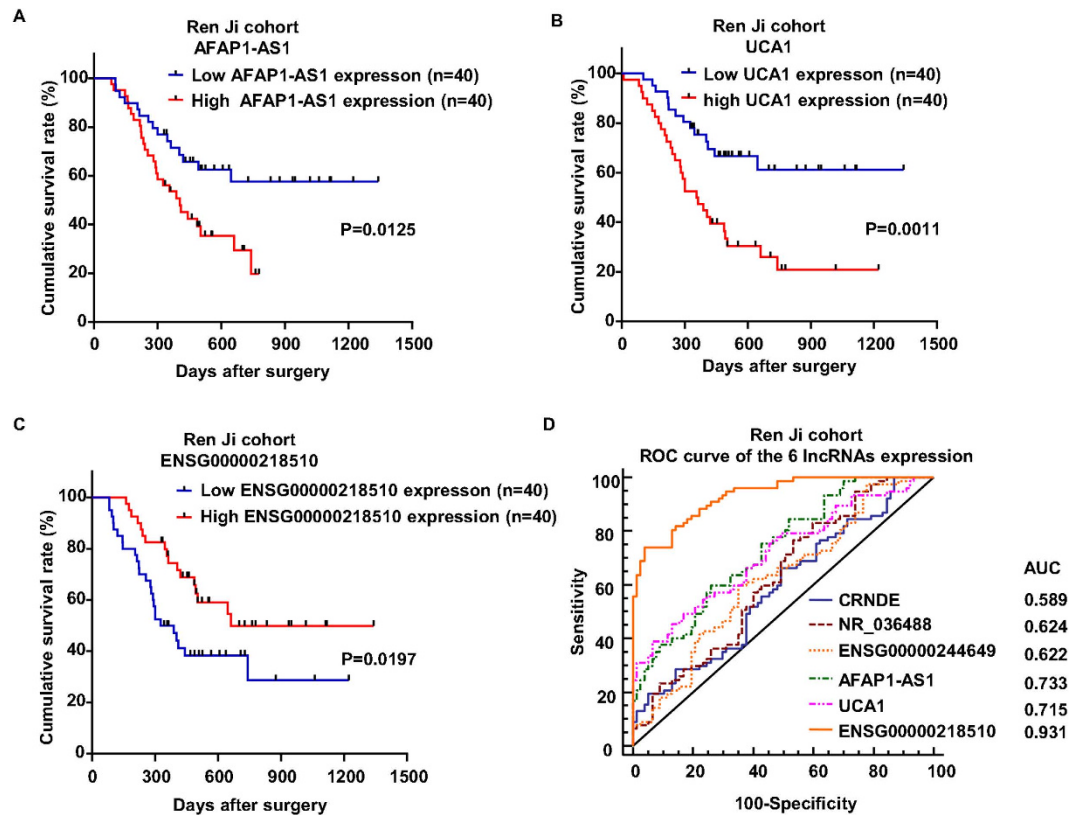 A
Ren Ji cohort
AFAP1-AS1
Low AFAP1-AS1 expresson (n=40)
High AFAP1-AS1 expression (n=40)
Cumulative survival rate (%)
100
80
60
40
20
0
P=0.0125
0 300 600 900 1200 1500
Days after surgery
B
Ren Ji cohort
UCA1
Low UCA1 expresson (n=40)
high UCA1 expression (n=40)
Cumulative survival rate (%)
100
80
60
40
20
0
P=0.0011
0 300 600 900 1200 1500
Days after surgery
C
Ren Ji cohort
ENSG00000218510
Low ENSG00000218510 expresson (n=40)
High ENSG00000218510 expression (n=40)
Cumulative survival rate (%)
100
80
60
40
20
0
P=0.0197
0 300 600 900 1200 1500
Days after surgery
D
Ren Ji cohort
ROC curve of the 6 lncRNAs expression
Sensitivity
100
80
60
40
20
0
AUC
CRNDE 0.589
NR_036488 0.624
ENSG00000244649 0.622
AFAP1-AS1 0.733
UCA1 0.715
ENSG00000218510 0.931
0 20 40 60 80 100
100-Specificity